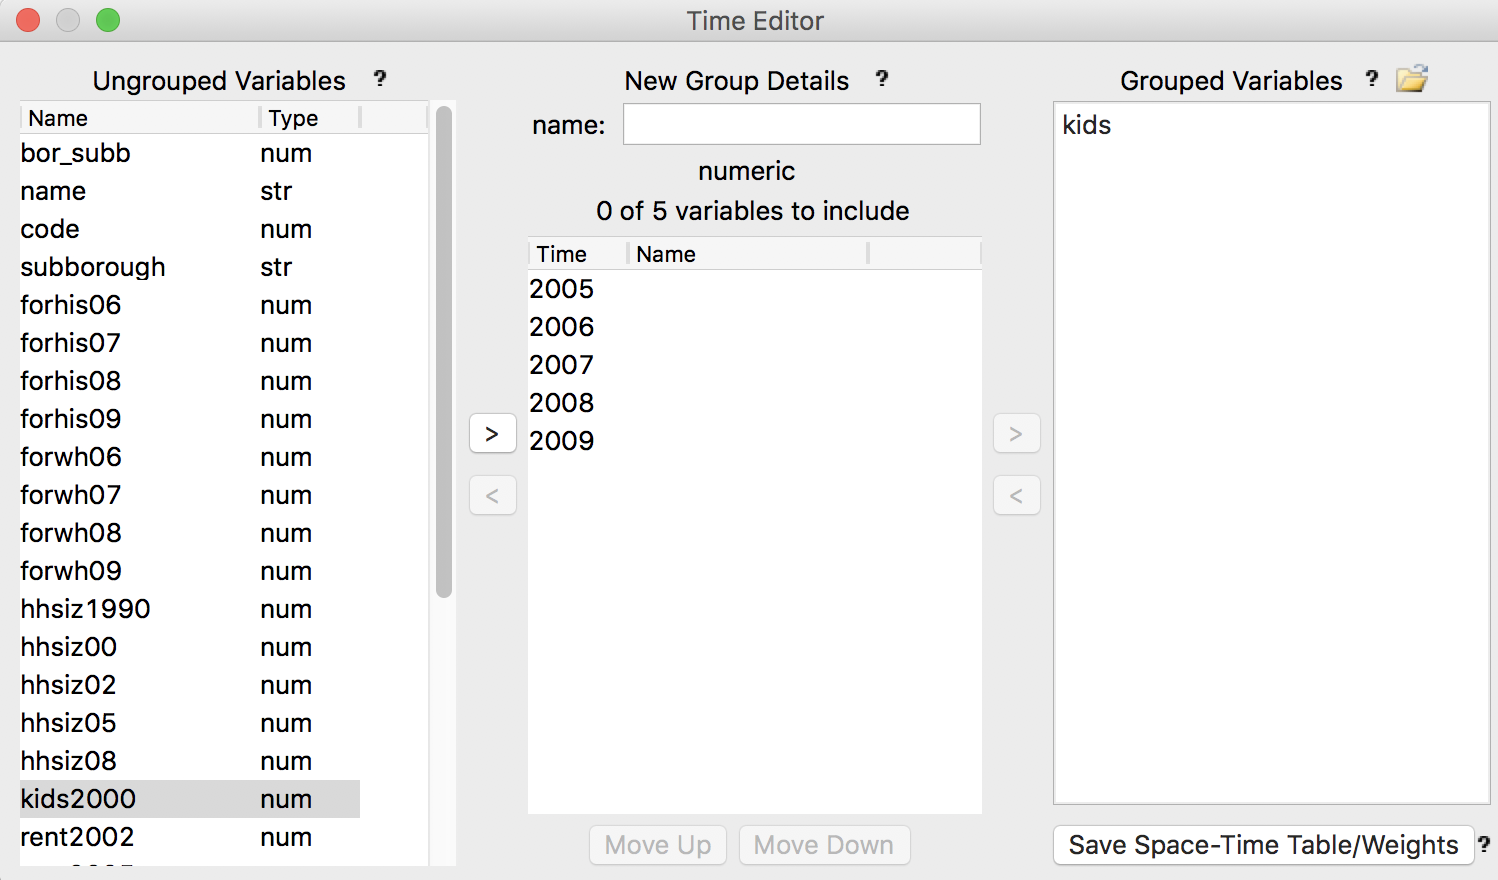 Time Editor
Ungrouped Variables ?
Name Type
bor_subb num
name str
code num
subborough str
forhis06 num
forhis07 num
forhis08 num
forhis09 num
forwh06 num
forwh07 num
forwh08 num
forwh09 num
hhsiz1990 num
hhsiz00 num
hhsiz02 num
hhsiz05 num
hhsiz08 num
kids2000 num
rent2002 num
>
<
New Group Details ?
name:
numeric
0 of 5 variables to include
Time Name
2005
2006
2007
2008
2009
Move Up Move Down
>
<
Grouped Variables ?
kids
Save Space-Time Table/Weights ?